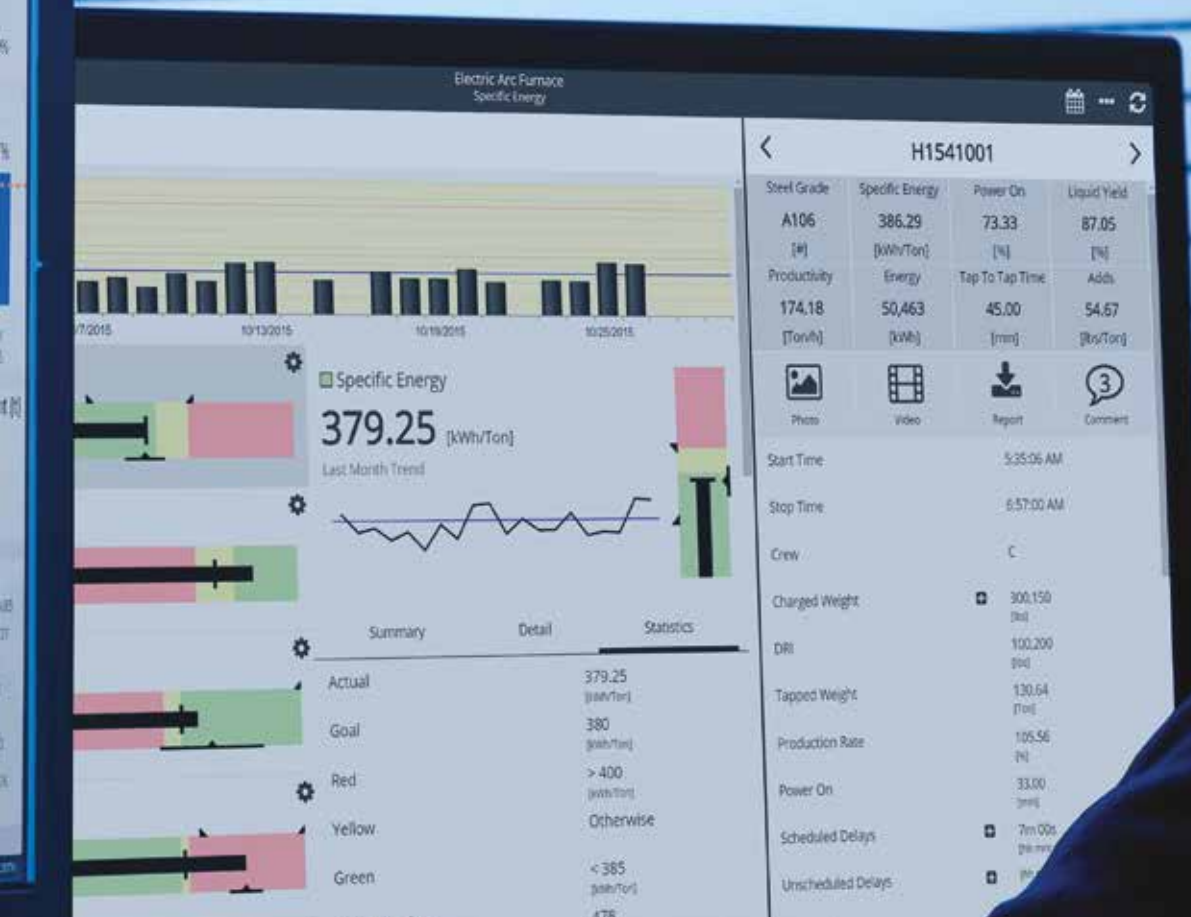 Electric Arc Furnace
Specific Energy
H1541001
Steel Grade Specific Energy Power On Liquid Yield
A106 386.29 73.33 87.05
[#] [kWh/Ton] [%] [%]
Productivity Energy Tap To Tap Time Adds
174.18 50,463 45.00 54.67
[Ton/h] [kWh] [min] [lbs/Ton]
Photo Video Report 3 Comment
/7/2015 10/13/2015 10/19/2015 10/25/2015
Specific Energy
379.25 [kWh/Ton]
Last Month Trend
Summary Detail Statistics
Actual 379.25
[kWh/Ton]
Goal 380
[kWh/Ton]
Red > 400
[kWh/Ton]
Yellow Otherwise
Green < 385
[kWh/Ton]
478
Start Time 5:35:06 AM
Stop Time 6:57:00 AM
Crew C
Charged Weight 300,150
[lbs]
DRI 100,200
[lbs]
Tapped Weight 130.64
[Ton]
Production Rate 105.56
[%]
Power On 33.00
[min]
Scheduled Delays 7m 00s
Unscheduled Delays